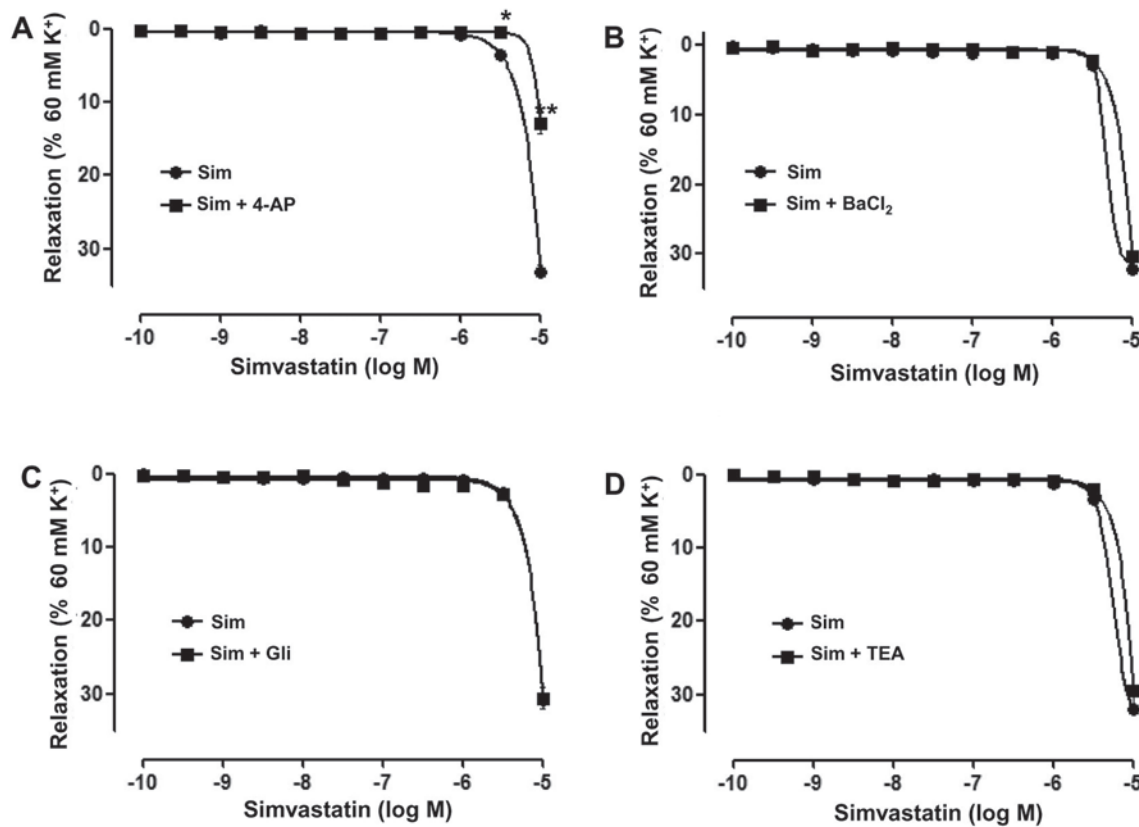 A
Relaxation (% 60 mM K⁺)
0
10
20
30
*
**
Sim
Sim + 4-AP
-10 -9 -8 -7 -6 -5
Simvastatin (log M)
B
Relaxation (% 60 mM K⁺)
0
10
20
30
Sim
Sim + BaCl₂
-10 -9 -8 -7 -6 -5
Simvastatin (log M)
C
Relaxation (% 60 mM K⁺)
0
10
20
30
Sim
Sim + Gli
-10 -9 -8 -7 -6 -5
Simvastatin (log M)
D
Relaxation (% 60 mM K⁺)
0
10
20
30
Sim
Sim + TEA
-10 -9 -8 -7 -6 -5
Simvastatin (log M)